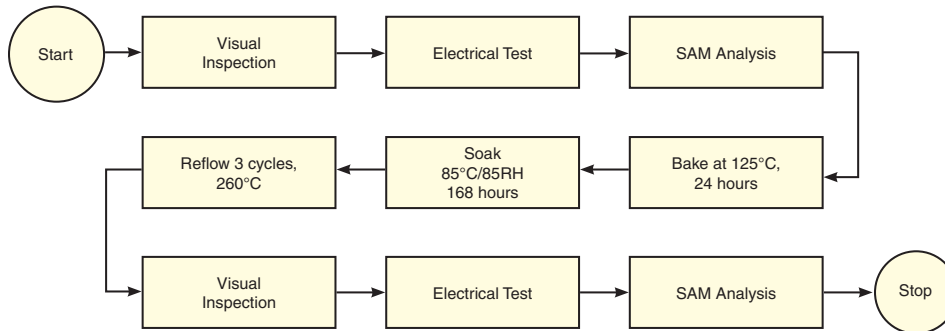 Start
Visual
Inspection
Electrical Test
SAM Analysis
Bake at 125°C,
24 hours
Soak
85°C/85RH
168 hours
Reflow 3 cycles,
260°C
Visual
Inspection
Electrical Test
SAM Analysis
Stop